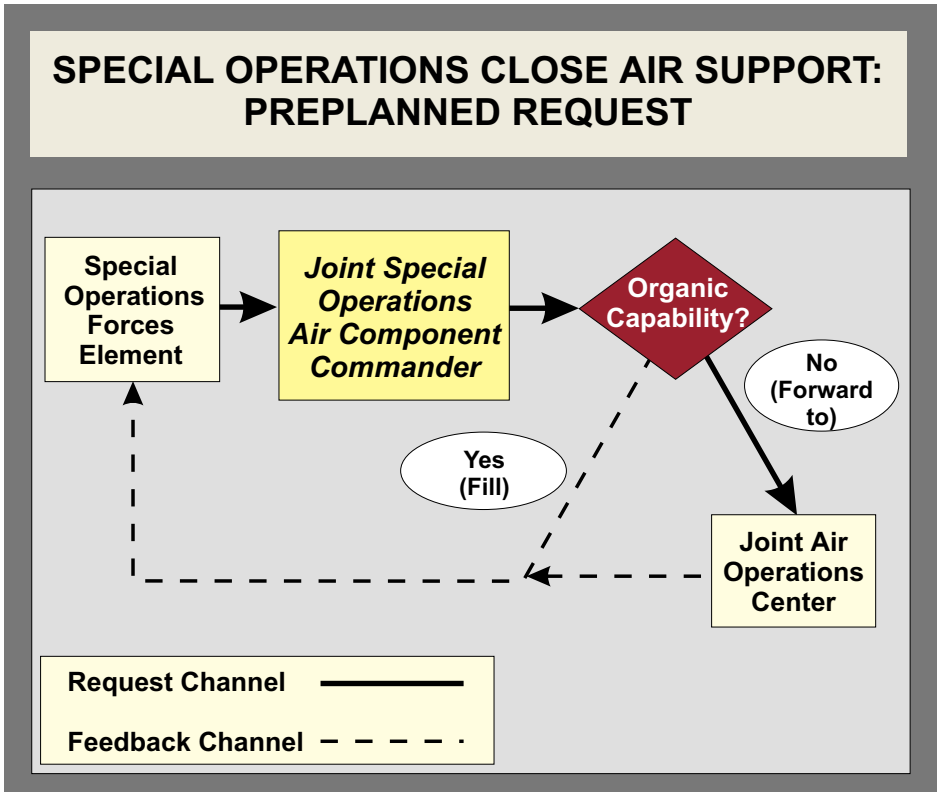 SPECIAL OPERATIONS CLOSE AIR SUPPORT:
PREPLANNED REQUEST
Special
Operations
Forces
Element
Joint Special
Operations
Air Component
Commander
Organic
Capability?
No
(Forward
to)
Yes
(Fill)
Joint Air
Operations
Center
Request Channel
Feedback Channel